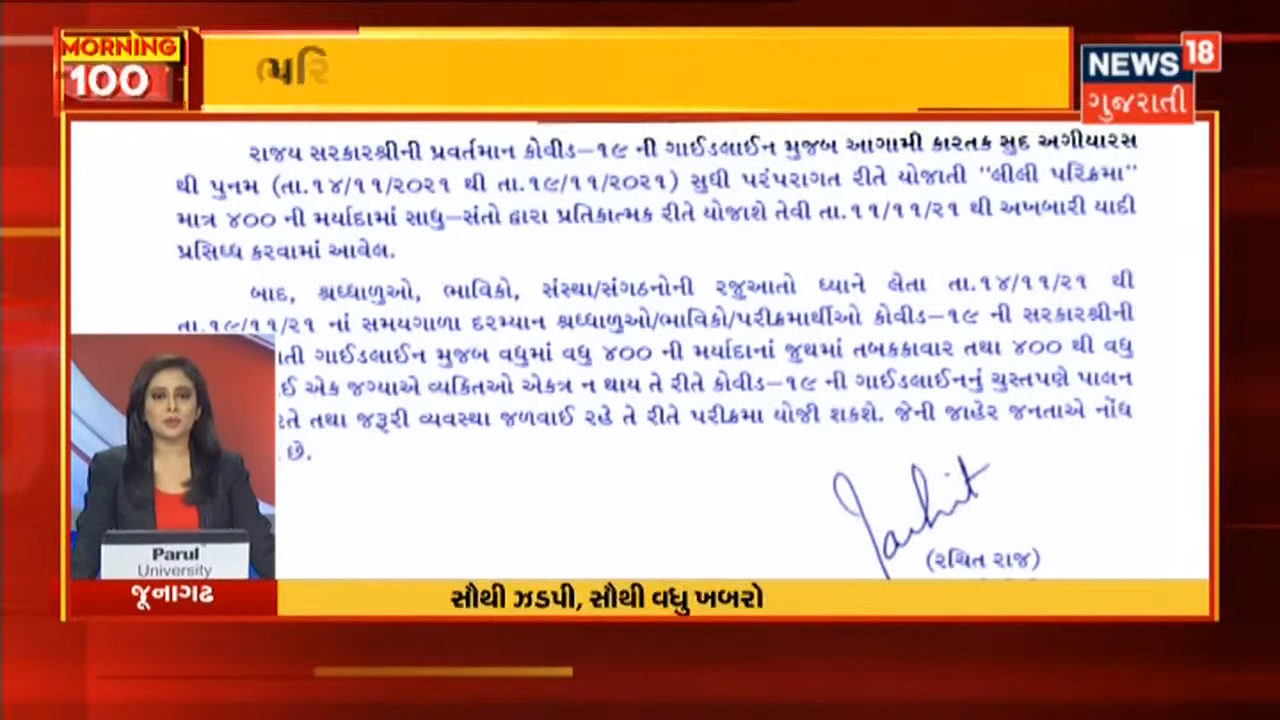 MORNING
100
NEWS
18
ગુજરાતી
રાજય સરકારશ્રીની પ્રવર્તમાન કોવીડ–૧૯ ની ગાઈડલાઈન મુજબ આગામી કારતક સુદ અગીયારસ
થી પુનમ (તા.૧૪/૧૧/૨૦૨૧ થી તા.૧૯/૧૧/૨૦૨૧) સુધી પરંપરાગત રીતે યોજાતી "લીલી પરિક્રમા"
માત્ર ૪૦૦ ની મર્યાદામાં સાધુ–સંતો દ્વારા પ્રતિકાત્મક રીતે યોજાશે તેવી તા.૧૧/૧૧/૨૧ થી અખબારી યાદી
પ્રસિધ્ધ કરવામાં આવેલ.
બાદ, શ્રધ્ધાળુઓ, ભાવિકો, સંસ્થા/સંગઠનોની રજુઆતો ધ્યાને લેતા તા.૧૪/૧૧/૨૧ થી
તા.૧૯/૧૧/૨૧ નાં સમયગાળા દરમ્યાન શ્રધ્ધાળુઓ/ભાવિકો/પરીક્રમાર્થીઓ કોવીડ–૧૯ ની સરકારશ્રીની
ગાઈડલાઈન મુજબ વધુમાં વધુ ૪૦૦ ની મર્યાદાનાં જુથમાં તબકકાવાર તથા ૪૦૦ થી વધુ
એક જગ્યાએ વ્યકિતઓ એકત્ર ન થાય તે રીતે કોવીડ–૧૯ ની ગાઈડલાઈનનું ચુસ્તપણે પાલન
તથા જરૂરી વ્યવસ્થા જળવાઈ રહે તે રીતે પરીક્રમા યોજી શકશે. જેની જાહેર જનતાએ નોંધ
છે.
(રચિત રાજ)
Parul
University
જૂનાગઢ
સૌથી ઝડપી, સૌથી વધુ ખબરો